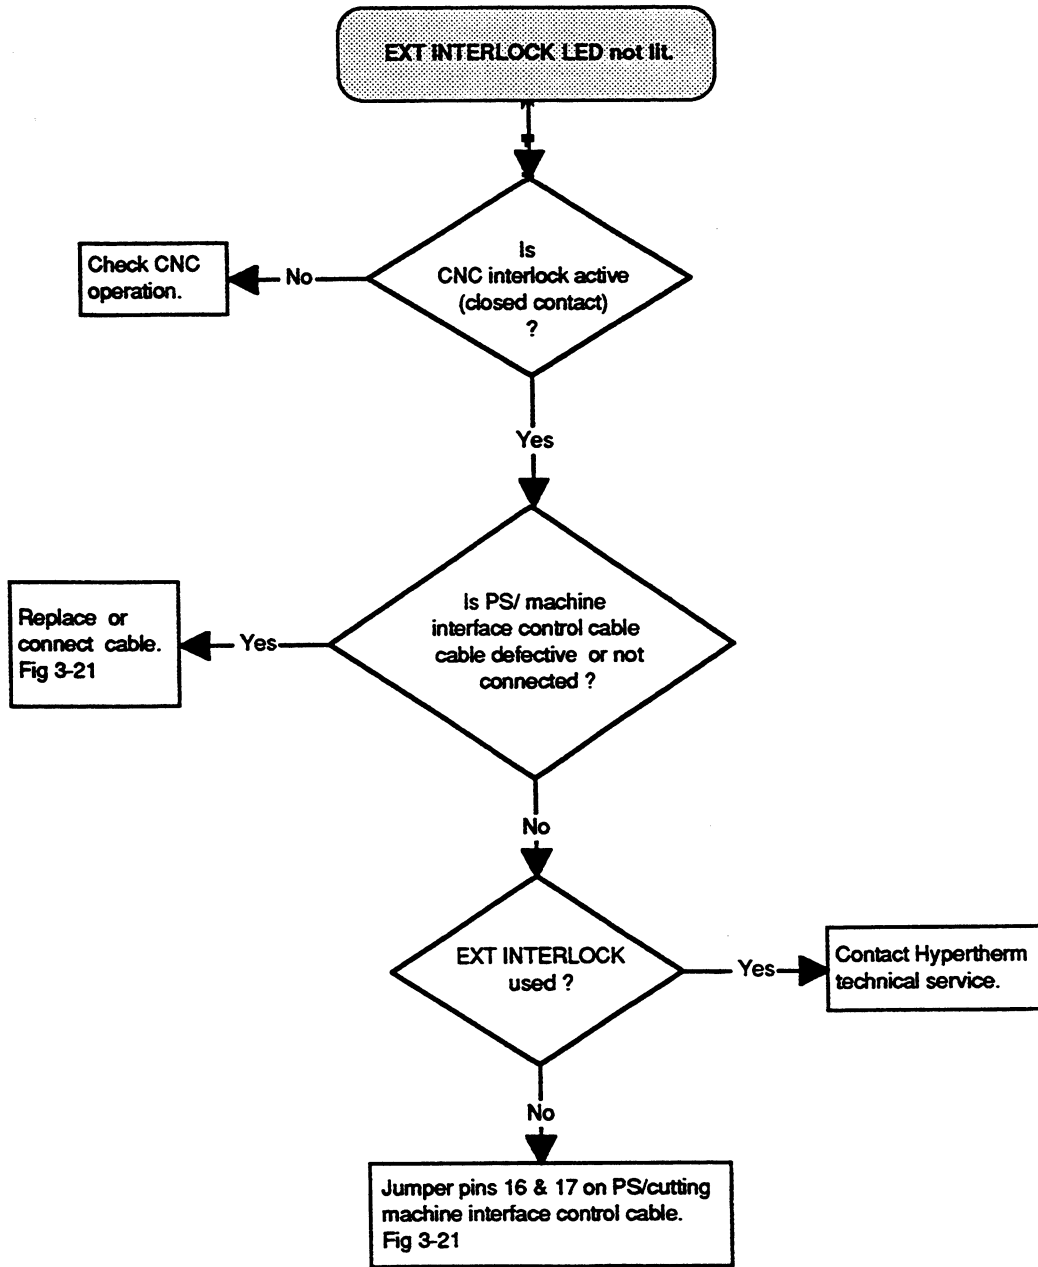 EXT INTERLOCK LED not lit.
Is
CNC interlock active
(closed contact)
?
No
Check CNC
operation.
Yes
Is PS/ machine
interface control cable
cable defective or not
connected ?
Yes
Replace or
connect cable.
Fig 3-21
No
EXT INTERLOCK
used ?
Yes
Contact Hypertherm
technical service.
No
Jumper pins 16 & 17 on PS/cutting
machine interface control cable.
Fig 3-21